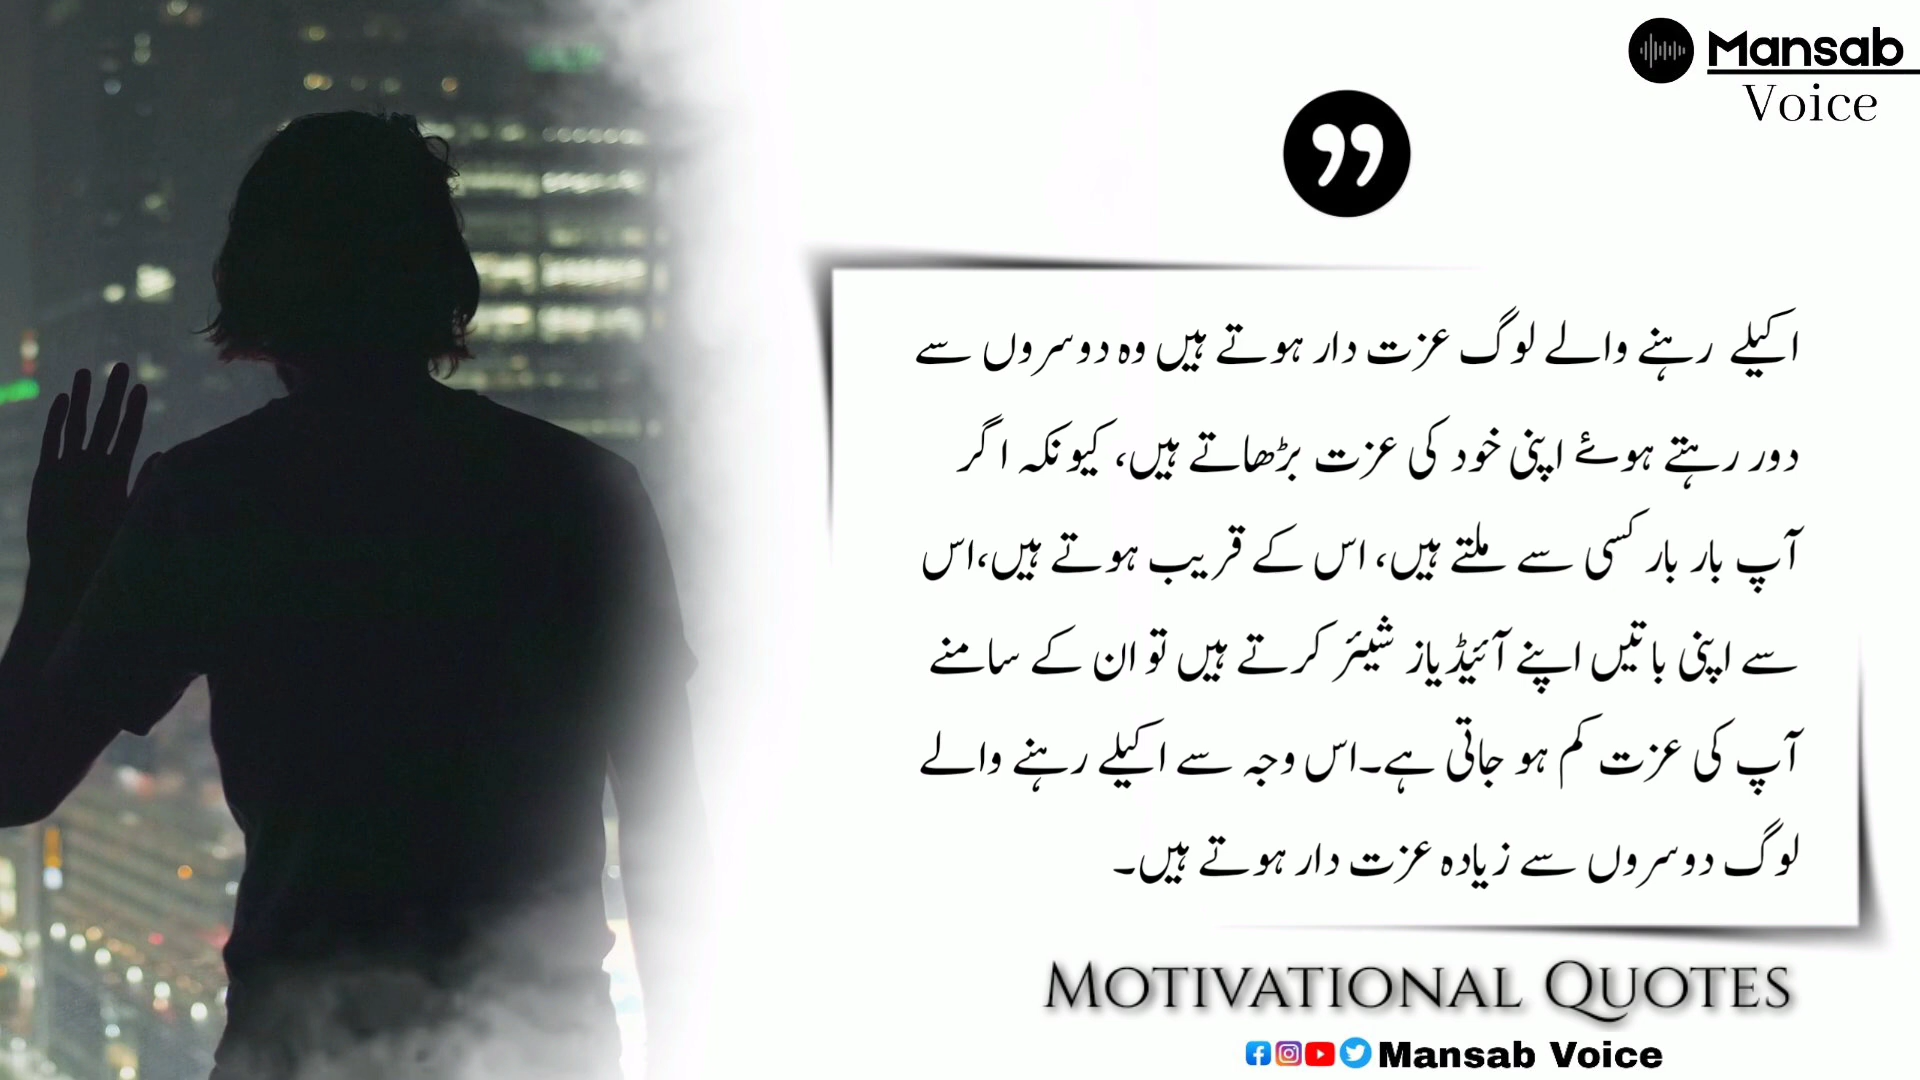 Mansab
Voice
اکیلے رہنے والے لوگ عزت دار ہوتے ہیں وہ دوسروں سے
دور رہتے ہوئے اپنی خود کی عزت بڑھاتے ہیں، کیونکہ اگر
آپ بار بار کسی سے ملتے ہیں، اس کے قریب ہوتے ہیں،اس
سے اپنی باتیں اپنے آئیڈیاز شیئر کرتے ہیں تو ان کے سامنے
آپ کی عزت کم ہو جاتی ہے۔اس وجہ سے اکیلے رہنے والے
لوگ دوسروں سے زیادہ عزت دار ہوتے ہیں۔
MOTIVATIONAL QUOTES
Mansab Voice